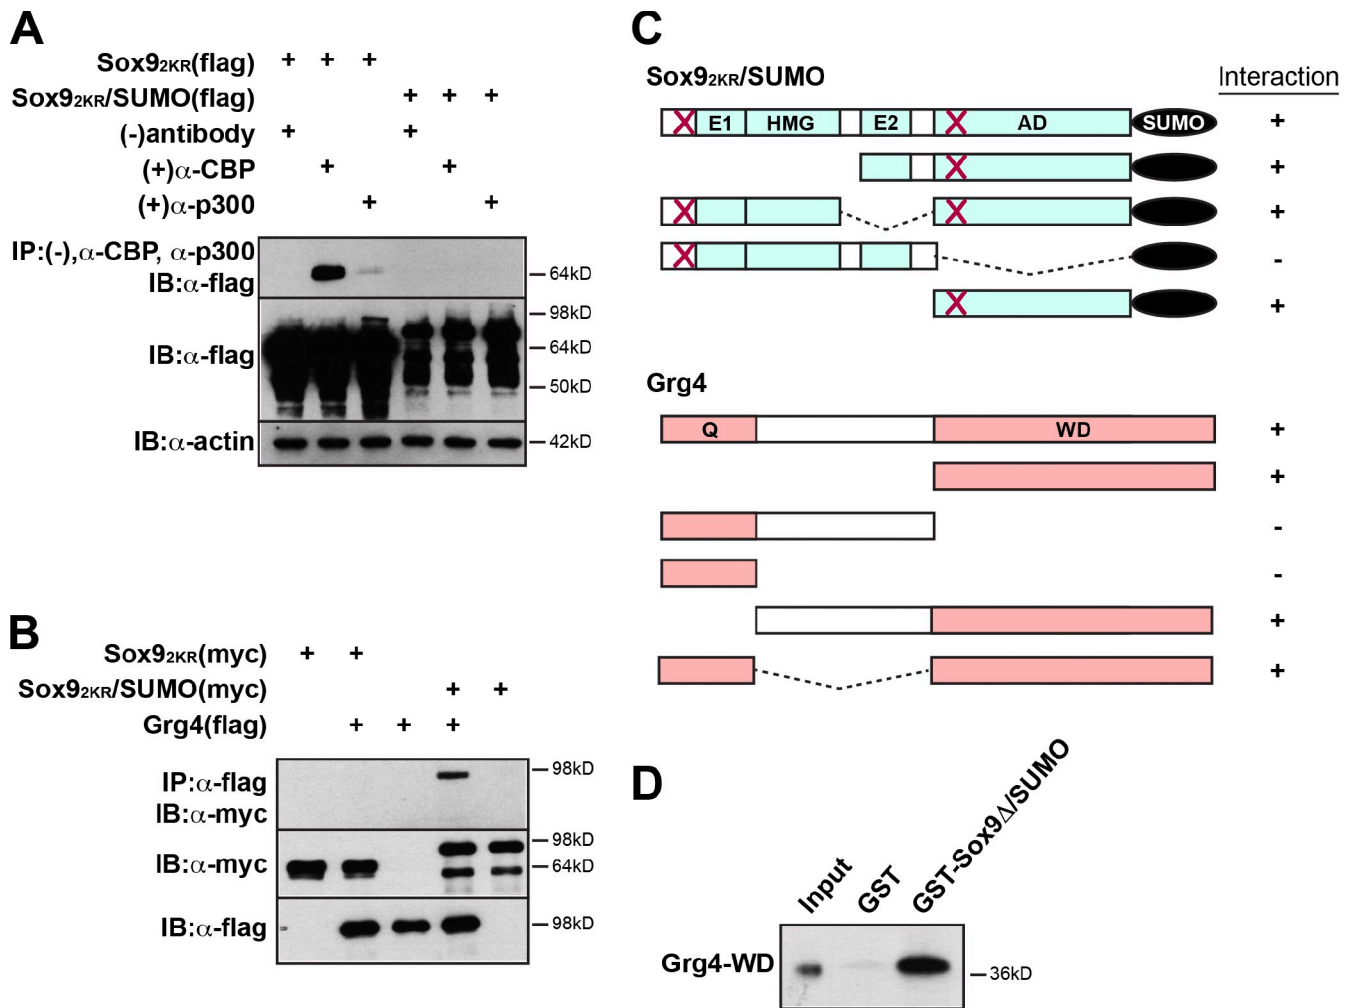 A
Sox92KR(flag) + + +
Sox92KR/SUMO(flag) + + +
(-)antibody + +
(+)α-CBP + +
(+)α-p300 + +
IP:(-),α-CBP, α-p300
IB:α-flag
64kD
98kD
IB:α-flag
64kD
50kD
IB:α-actin
42kD
B
Sox92KR(myc) + +
Sox92KR/SUMO(myc) + +
Grg4(flag) + + +
IP:α-flag
98kD
IB:α-myc
98kD
IB:α-myc
64kD
IB:α-flag
98kD
C
Sox92KR/SUMO Interaction
X E1 HMG E2 X AD SUMO +
X +
X X +
X -
X +
Grg4
Q WD +
+
-
-
+
+
D
Input GST GST-Sox9Δ/SUMO
Grg4-WD
36kD